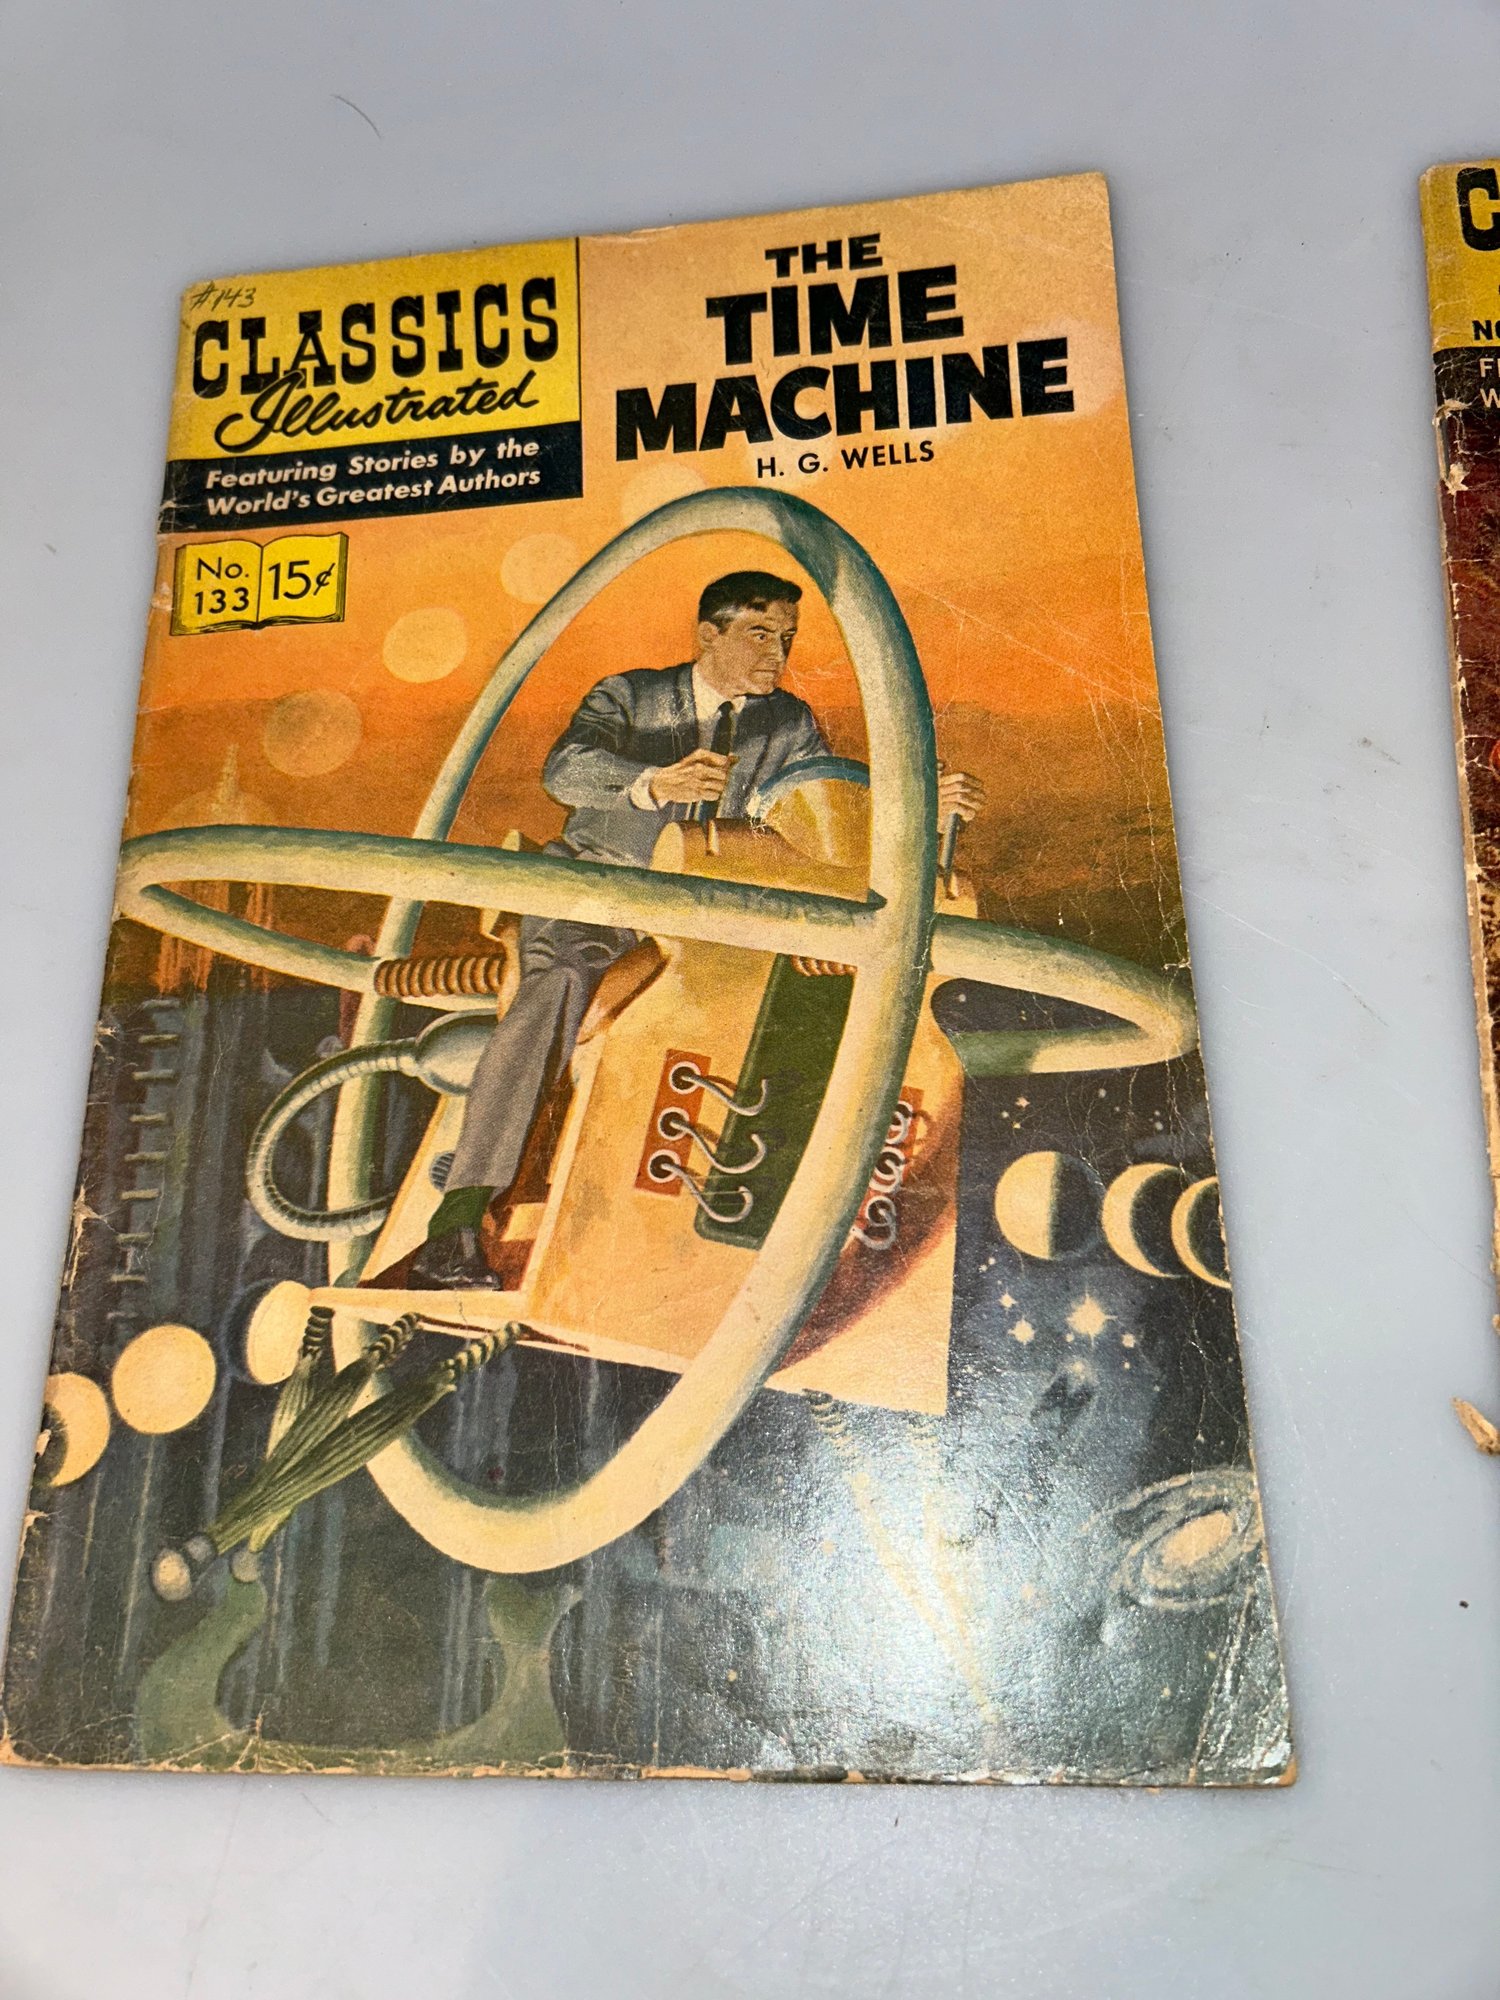 #143
CLASSICS
Illustrated
Featuring Stories by the
World's Greatest Authors
No.
133
15¢
THE
TIME
MACHINE
H. G. WELLS